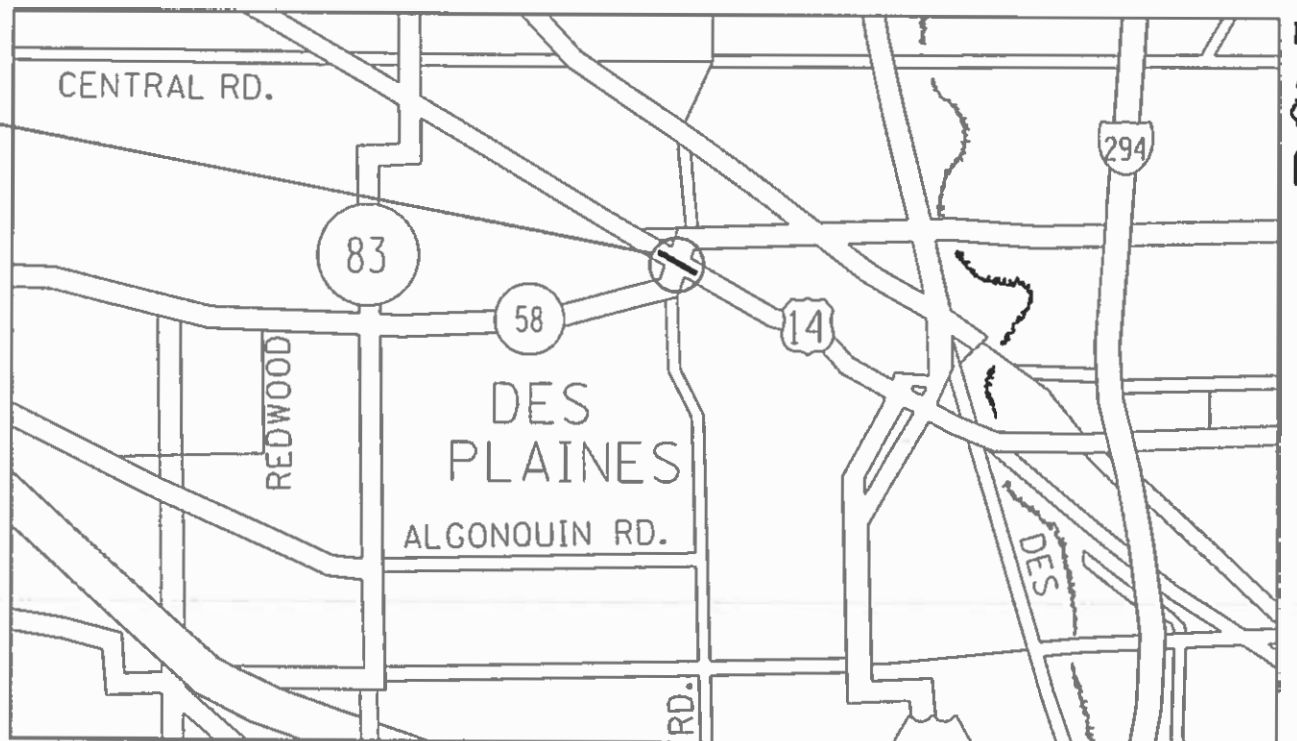 CENTRAL RD.
294
83
58
14
REDWOOD
DES
PLAINES
ALGONOUIN RD.
DES
RD.